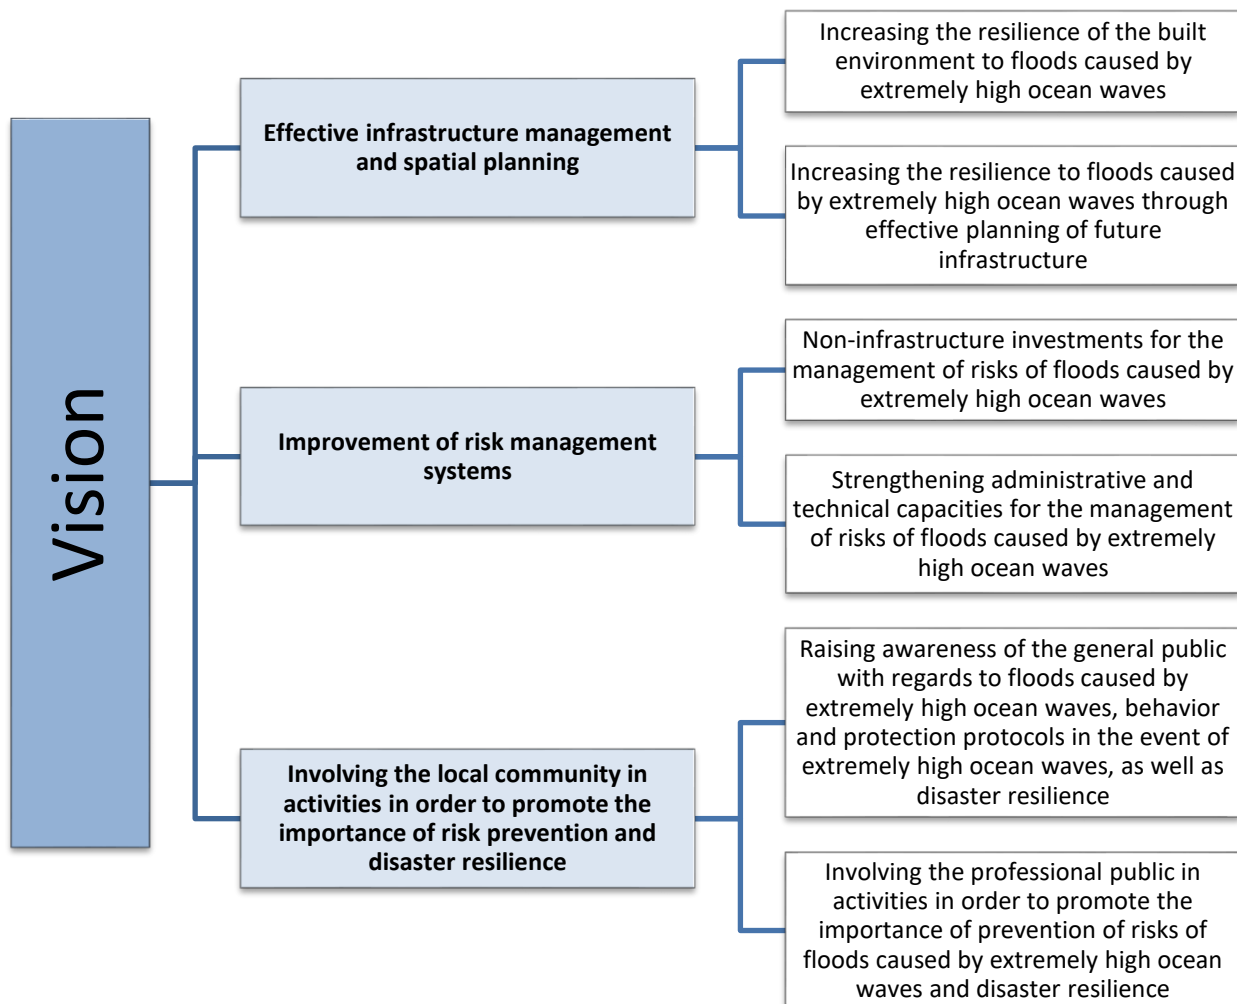 Vision
Effective infrastructure management
and spatial planning
Increasing the resilience of the built
environment to floods caused by
extremely high ocean waves
Increasing the resilience to floods caused
by extremely high ocean waves through
effective planning of future
infrastructure
Improvement of risk management
systems
Non-infrastructure investments for the
management of risks of floods caused by
extremely high ocean waves
Strengthening administrative and
technical capacities for the management
of risks of floods caused by extremely
high ocean waves
Involving the local community in
activities in order to promote the
importance of risk prevention and
disaster resilience
Raising awareness of the general public
with regards to floods caused by
extremely high ocean waves, behavior
and protection protocols in the event of
extremely high ocean waves, as well as
disaster resilience
Involving the professional public in
activities in order to promote the
importance of prevention of risks of
floods caused by extremely high ocean
waves and disaster resilience